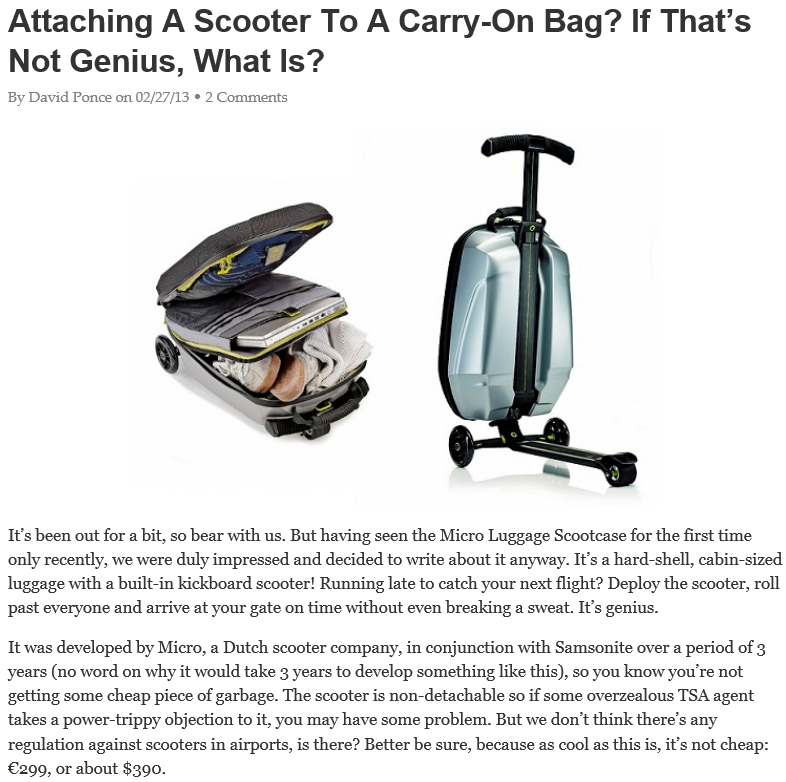 Attaching A Scooter To A Carry-On Bag? If That’s
Not Genius, What Is?
By David Ponce on 02/27/13 • 2 Comments
It’s been out for a bit, so bear with us. But having seen the Micro Luggage Scootcase for the first time
only recently, we were duly impressed and decided to write about it anyway. It’s a hard-shell, cabin-sized
luggage with a built-in kickboard scooter! Running late to catch your next flight? Deploy the scooter, roll
past everyone and arrive at your gate on time without even breaking a sweat. It’s genius.
It was developed by Micro, a Dutch scooter company, in conjunction with Samsonite over a period of 3
years (no word on why it would take 3 years to develop something like this), so you know you’re not
getting some cheap piece of garbage. The scooter is non-detachable so if some overzealous TSA agent
takes a power-trippy objection to it, you may have some problem. But we don’t think there’s any
regulation against scooters in airports, is there? Better be sure, because as cool as this is, it’s not cheap:
€299, or about $390.